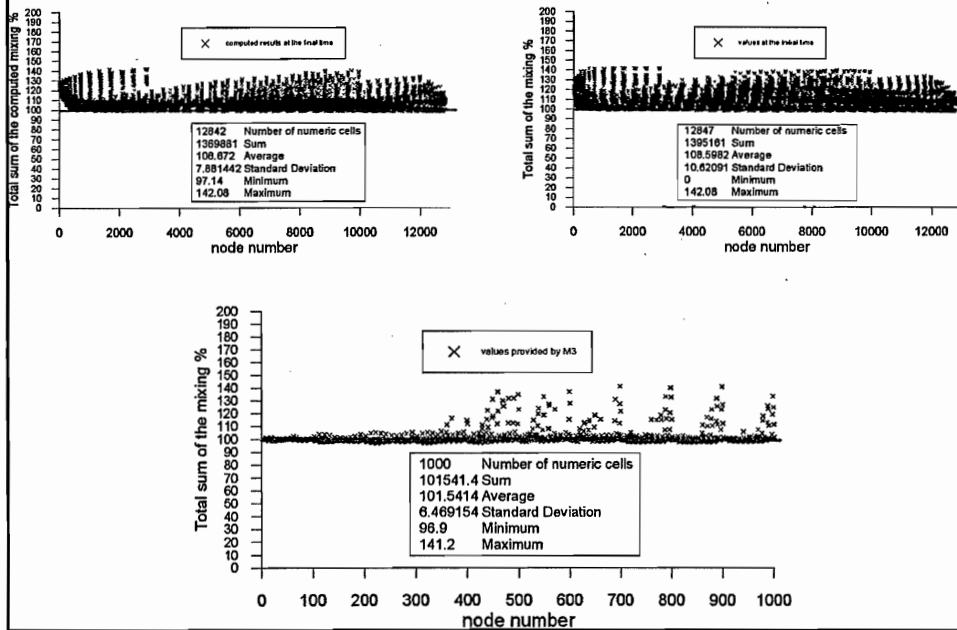 Total sum of the computed mixing %
200
190
180
170
160
150
140
130
120
110
100
90
80
70
60
50
40
30
20
10
0
× computed results at the final time
12842 Number of numeric cells
1369881 Sum
106.672 Average
7.881442 Standard Deviation
97.14 Minimum
142.08 Maximum
0 2000 4000 6000 8000 10000 12000
node number
Total sum of the mixing %
200
190
180
170
160
150
140
130
120
110
100
90
80
70
60
50
40
30
20
10
0
× values at the initial time
12847 Number of numeric cells
1395161 Sum
108.5982 Average
10.62091 Standard Deviation
0 Minimum
142.08 Maximum
0 2000 4000 6000 8000 10000 12000
node number
Total sum of the mixing %
200
190
180
170
160
150
140
130
120
110
100
90
80
70
60
50
40
30
20
10
0
× values provided by M3
1000 Number of numeric cells
101541.4 Sum
101.5414 Average
6.469154 Standard Deviation
96.9 Minimum
141.2 Maximum
0 100 200 300 400 500 600 700 800 900 1000
node number